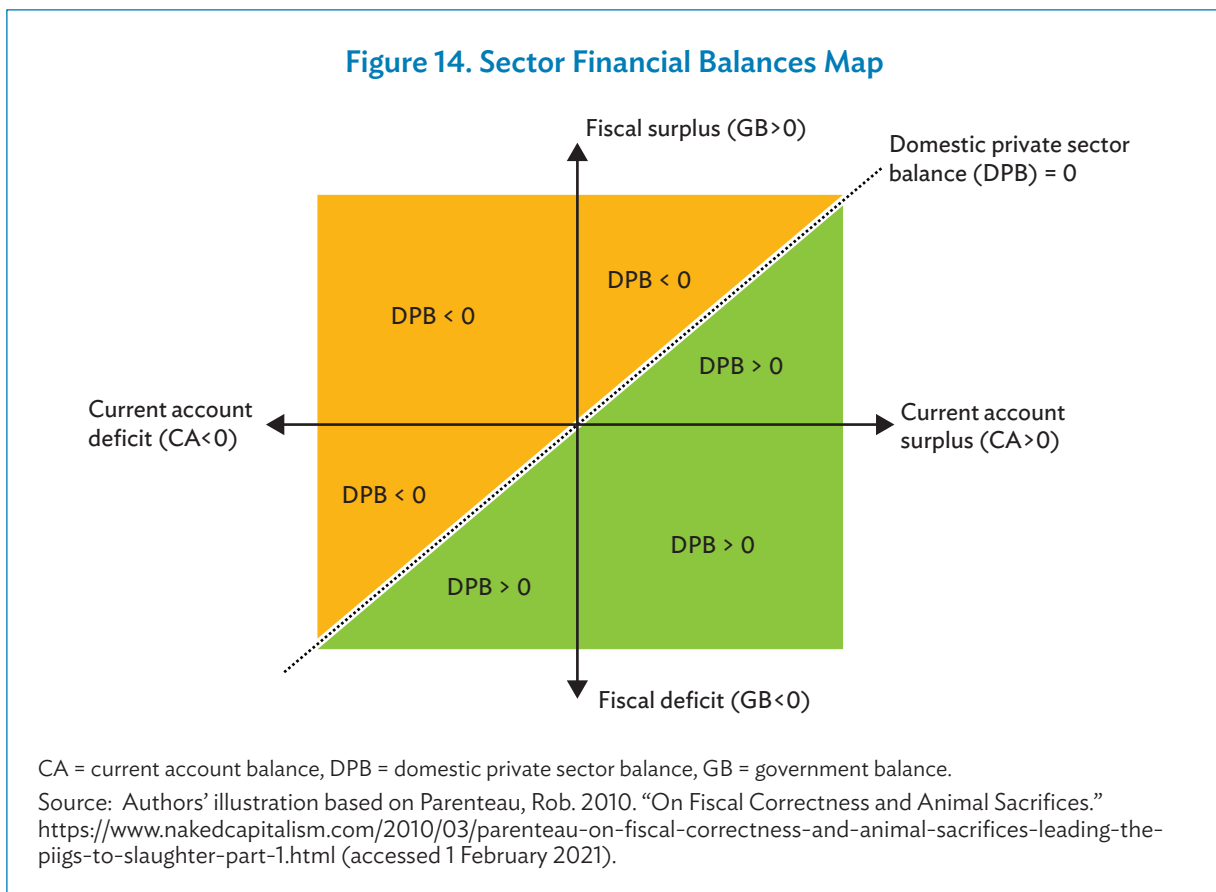 Figure 14. Sector Financial Balances Map
Fiscal surplus (GB>0)
Domestic private sector
balance (DPB) = 0
DPB < 0
DPB < 0
DPB > 0
Current account
deficit (CA<0)
Current account
surplus (CA>0)
DPB < 0
DPB > 0
DPB > 0
Fiscal deficit (GB<0)
CA = current account balance, DPB = domestic private sector balance, GB = government balance.
Source: Authors' illustration based on Parenteau, Rob. 2010. “On Fiscal Correctness and Animal Sacrifices.”
https://www.nakedcapitalism.com/2010/03/parenteau-on-fiscal-correctness-and-animal-sacrifices-leading-the-
piigs-to-slaughter-part-1.html (accessed 1 February 2021).